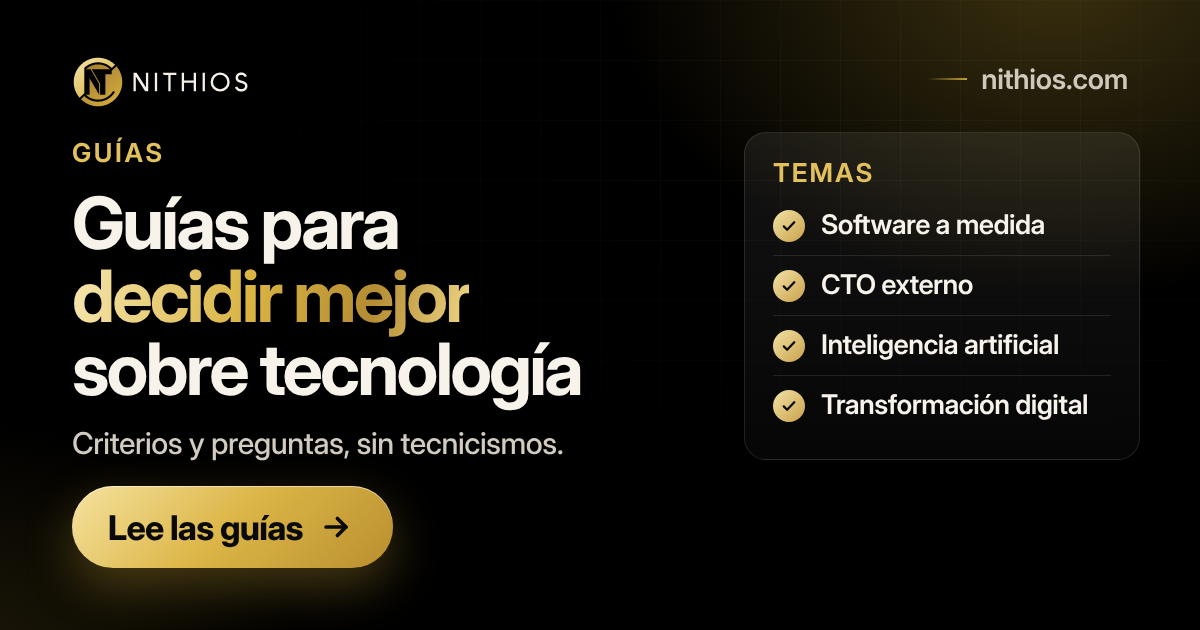 NITHIOS
nithios.com
GUÍAS
Guías para
decidir mejor
sobre tecnología
Criterios y preguntas, sin tecnicismos.
Lee las guías
TEMAS
Software a medida
CTO externo
Inteligencia artificial
Transformación digital